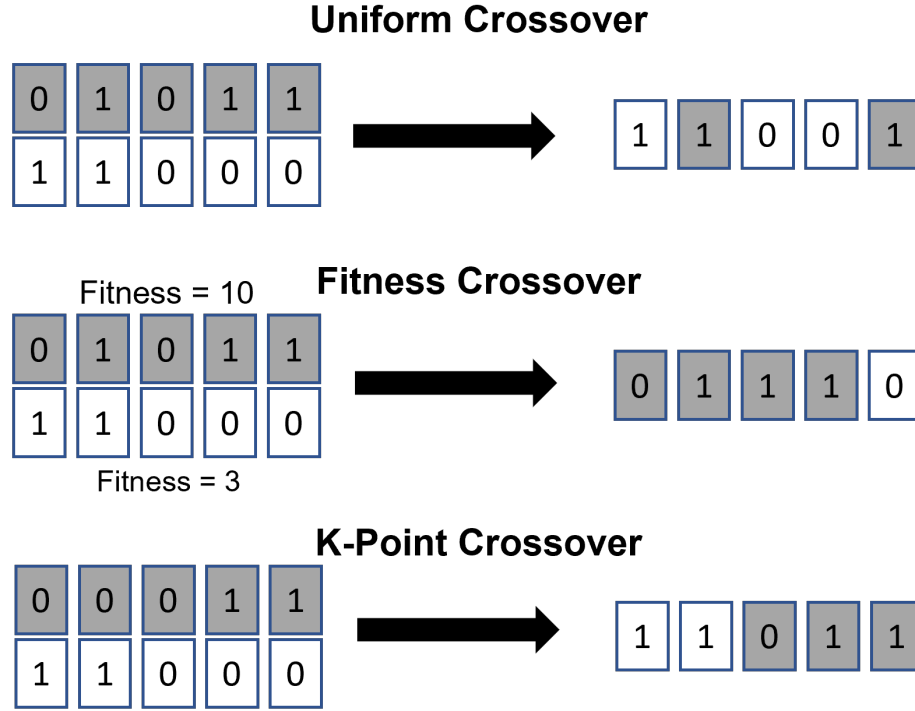 Uniform Crossover
0 1 0 1 1
1 1 0 0 0
1 1 0 0 1
Fitness Crossover
Fitness = 10
0 1 0 1 1
1 1 0 0 0
Fitness = 3
0 1 1 1 0
K-Point Crossover
0 0 0 1 1
1 1 0 0 0
1 1 0 1 1